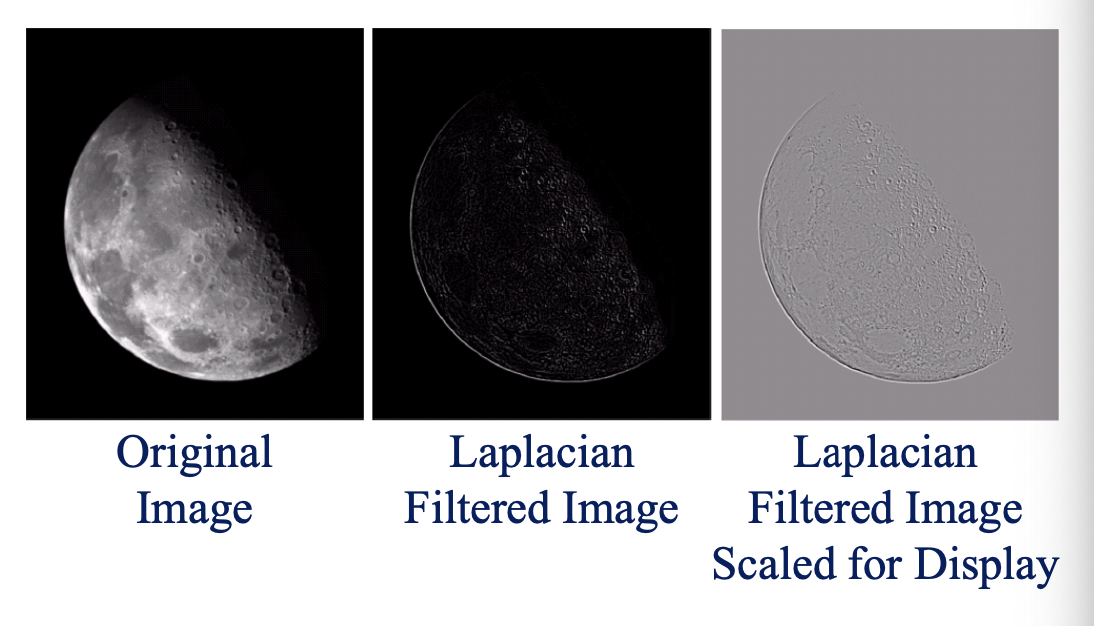 Original
Image
Laplacian
Filtered Image
Laplacian
Filtered Image
Scaled for Display